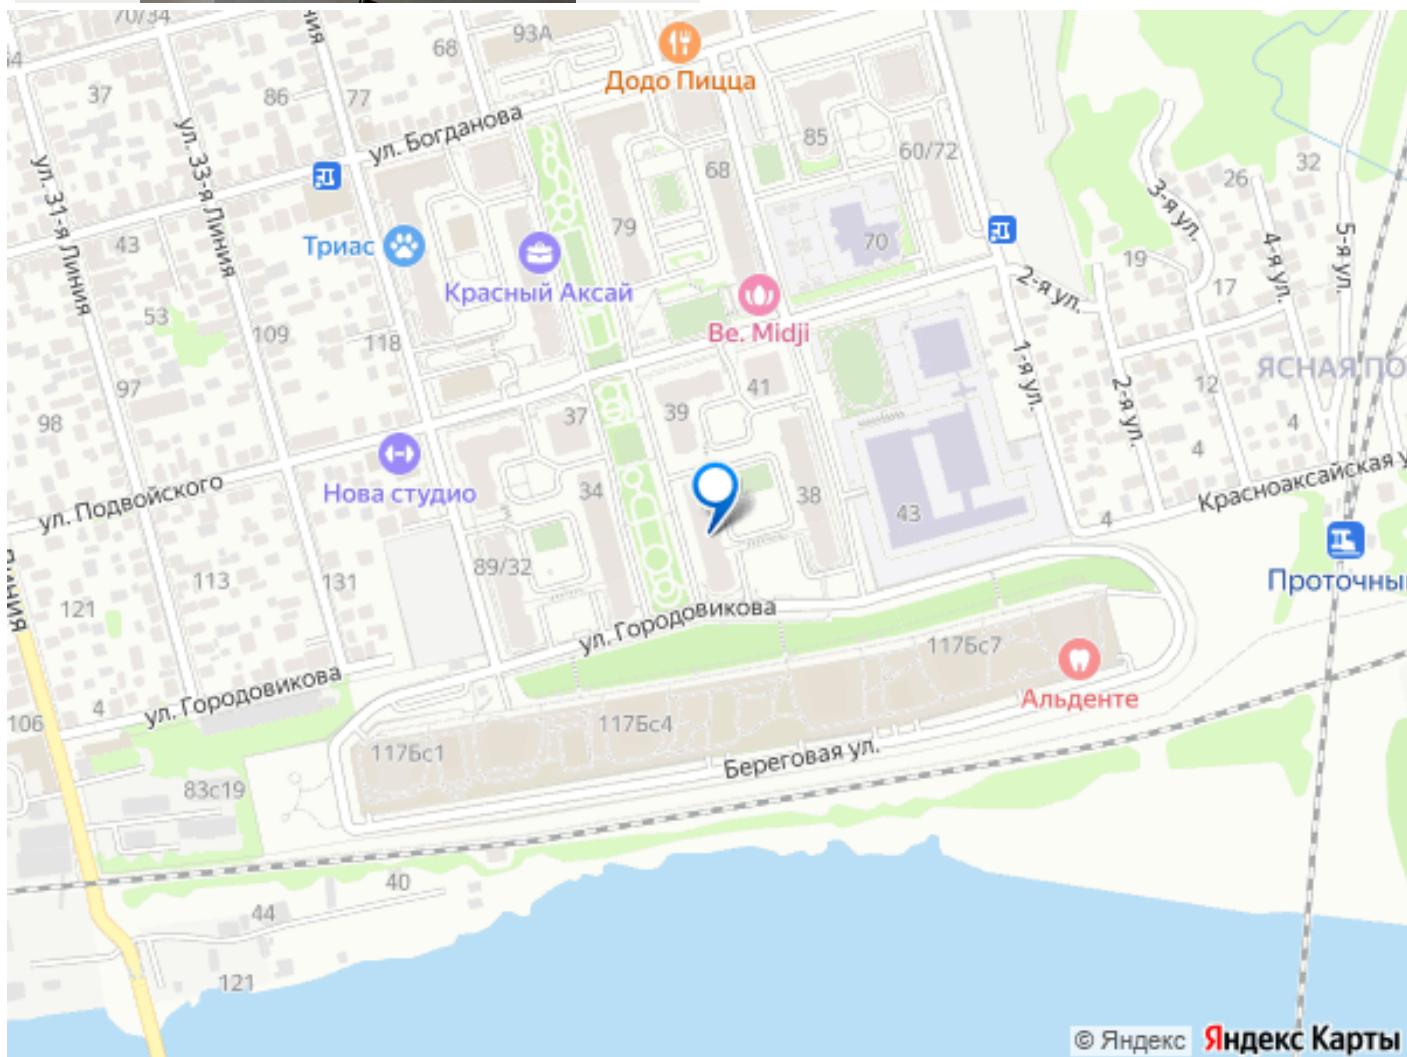 70/34
93А
68
37
86
77
ул. Богданова
Додо Пицца
85
60/72
68
32
26
3-я ул.
4-я ул.
5-я ул.
ул. 31-я Линия
ул. 33-я Линия
43
Триас
79
70
Красный Аксай
19
17
2-я ул.
53
109
118
Be. Midji
1-я ул.
ЯСНАЯ ПО
97
98
41
39
37
12
2-я ул.
4
4
Нова студио
ул. Подвойского
34
38
43
Красноаксайская у
4
Проточны
89/32
113
131
121
ул. Городовикова
117Бс7
Альденте
ул. Городовикова
4
106
117Бс4
117Бс1
Береговая ул.
83с19
40
44
121
© Яндекс Яндекс Карты